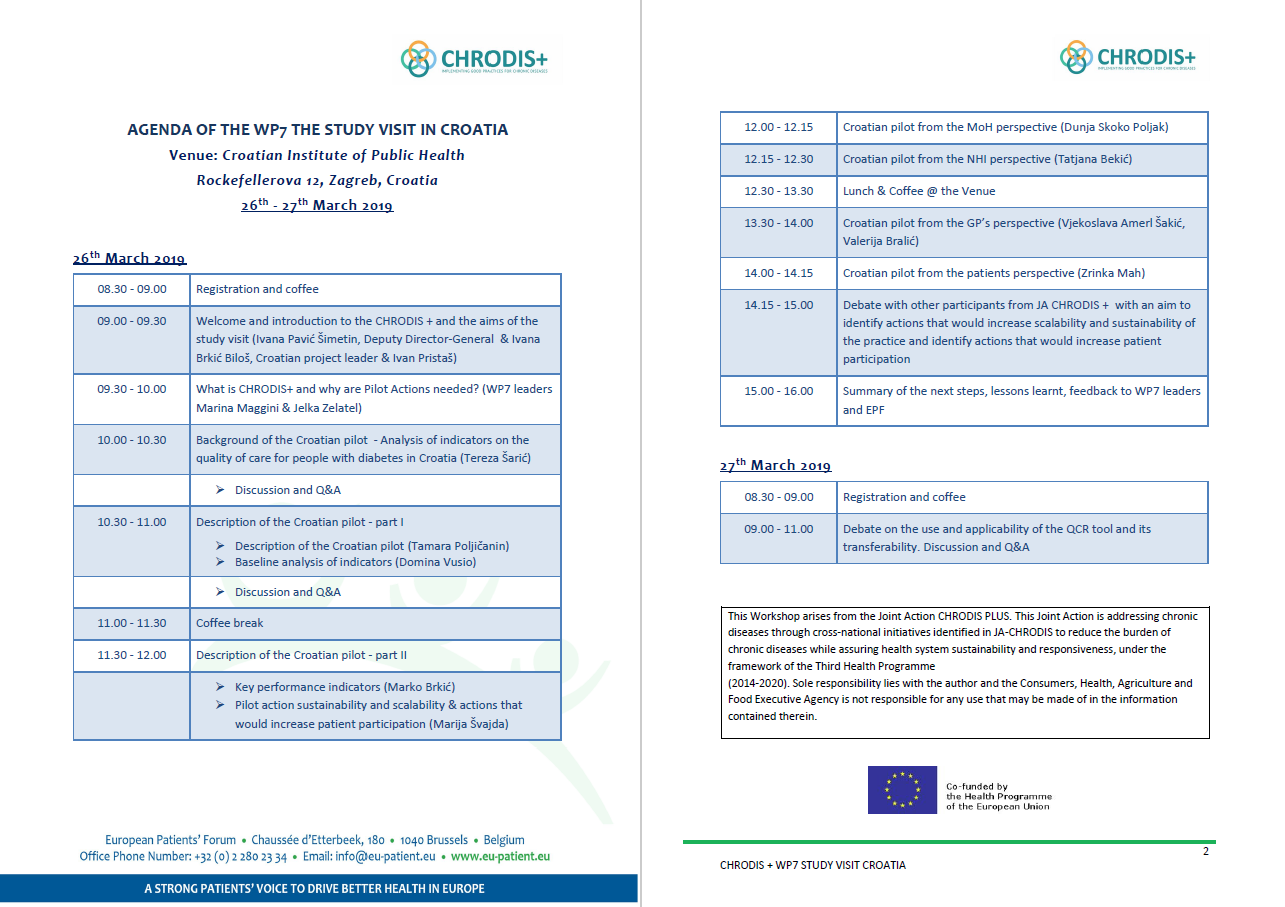 CHRODIS+
IMPLEMENTING GOOD PRACTICES FOR CHRONIC DISEASES
AGENDA OF THE WP7 THE STUDY VISIT IN CROATIA
Venue: Croatian Institute of Public Health
Rockefellerova 12, Zagreb, Croatia
26th - 27th March 2019
26th March 2019
08.30 - 09.00 Registration and coffee
09.00 - 09.30 Welcome and introduction to the CHRODIS + and the aims of the
study visit (Ivana Pavić Šimetin, Deputy Director-General & Ivana
Brkić Biloš, Croatian project leader & Ivan Pristaš)
09.30 - 10.00 What is CHRODIS+ and why are Pilot Actions needed? (WP7 leaders
Marina Maggini & Jelka Zelatel)
10.00 - 10.30 Background of the Croatian pilot - Analysis of indicators on the
quality of care for people with diabetes in Croatia (Tereza Šarić)
➢ Discussion and Q&A
10.30 - 11.00 Description of the Croatian pilot - part I
➢ Description of the Croatian pilot (Tamara Poljičanin)
➢ Baseline analysis of indicators (Domina Vusio)
➢ Discussion and Q&A
11.00 - 11.30 Coffee break
11.30 - 12.00 Description of the Croatian pilot - part II
➢ Key performance indicators (Marko Brkić)
➢ Pilot action sustainability and scalability & actions that
would increase patient participation (Marija Švajda)
European Patients' Forum • Chaussée d'Etterbeek, 180 • 1040 Brussels • Belgium
Office Phone Number: +32 (0) 2 280 23 34 • Email: info@eu-patient.eu • www.eu-patient.eu
A STRONG PATIENTS' VOICE TO DRIVE BETTER HEALTH IN EUROPE
CHRODIS+
IMPLEMENTING GOOD PRACTICES FOR CHRONIC DISEASES
12.00 - 12.15 Croatian pilot from the MoH perspective (Dunja Skoko Poljak)
12.15 - 12.30 Croatian pilot from the NHI perspective (Tatjana Bekić)
12.30 - 13.30 Lunch & Coffee @ the Venue
13.30 - 14.00 Croatian pilot from the GP's perspective (Vjekoslava Amerl Šakić,
Valerija Bralić)
14.00 - 14.15 Croatian pilot from the patients perspective (Zrinka Mah)
14.15 - 15.00 Debate with other participants from JA CHRODIS + with an aim to
identify actions that would increase scalability and sustainability of
the practice and identify actions that would increase patient
participation
15.00 - 16.00 Summary of the next steps, lessons learnt, feedback to WP7 leaders
and EPF
27th March 2019
08.30 - 09.00 Registration and coffee
09.00 - 11.00 Debate on the use and applicability of the QCR tool and its
transferability. Discussion and Q&A
This Workshop arises from the Joint Action CHRODIS PLUS. This Joint Action is addressing chronic
diseases through cross-national initiatives identified in JA-CHRODIS to reduce the burden of
chronic diseases while assuring health system sustainability and responsiveness, under the
framework of the Third Health Programme
(2014-2020). Sole responsibility lies with the author and the Consumers, Health, Agriculture and
Food Executive Agency is not responsible for any use that may be made of in the information
contained therein.
Co-funded by
the Health Programme
of the European Union
2
CHRODIS + WP7 STUDY VISIT CROATIA